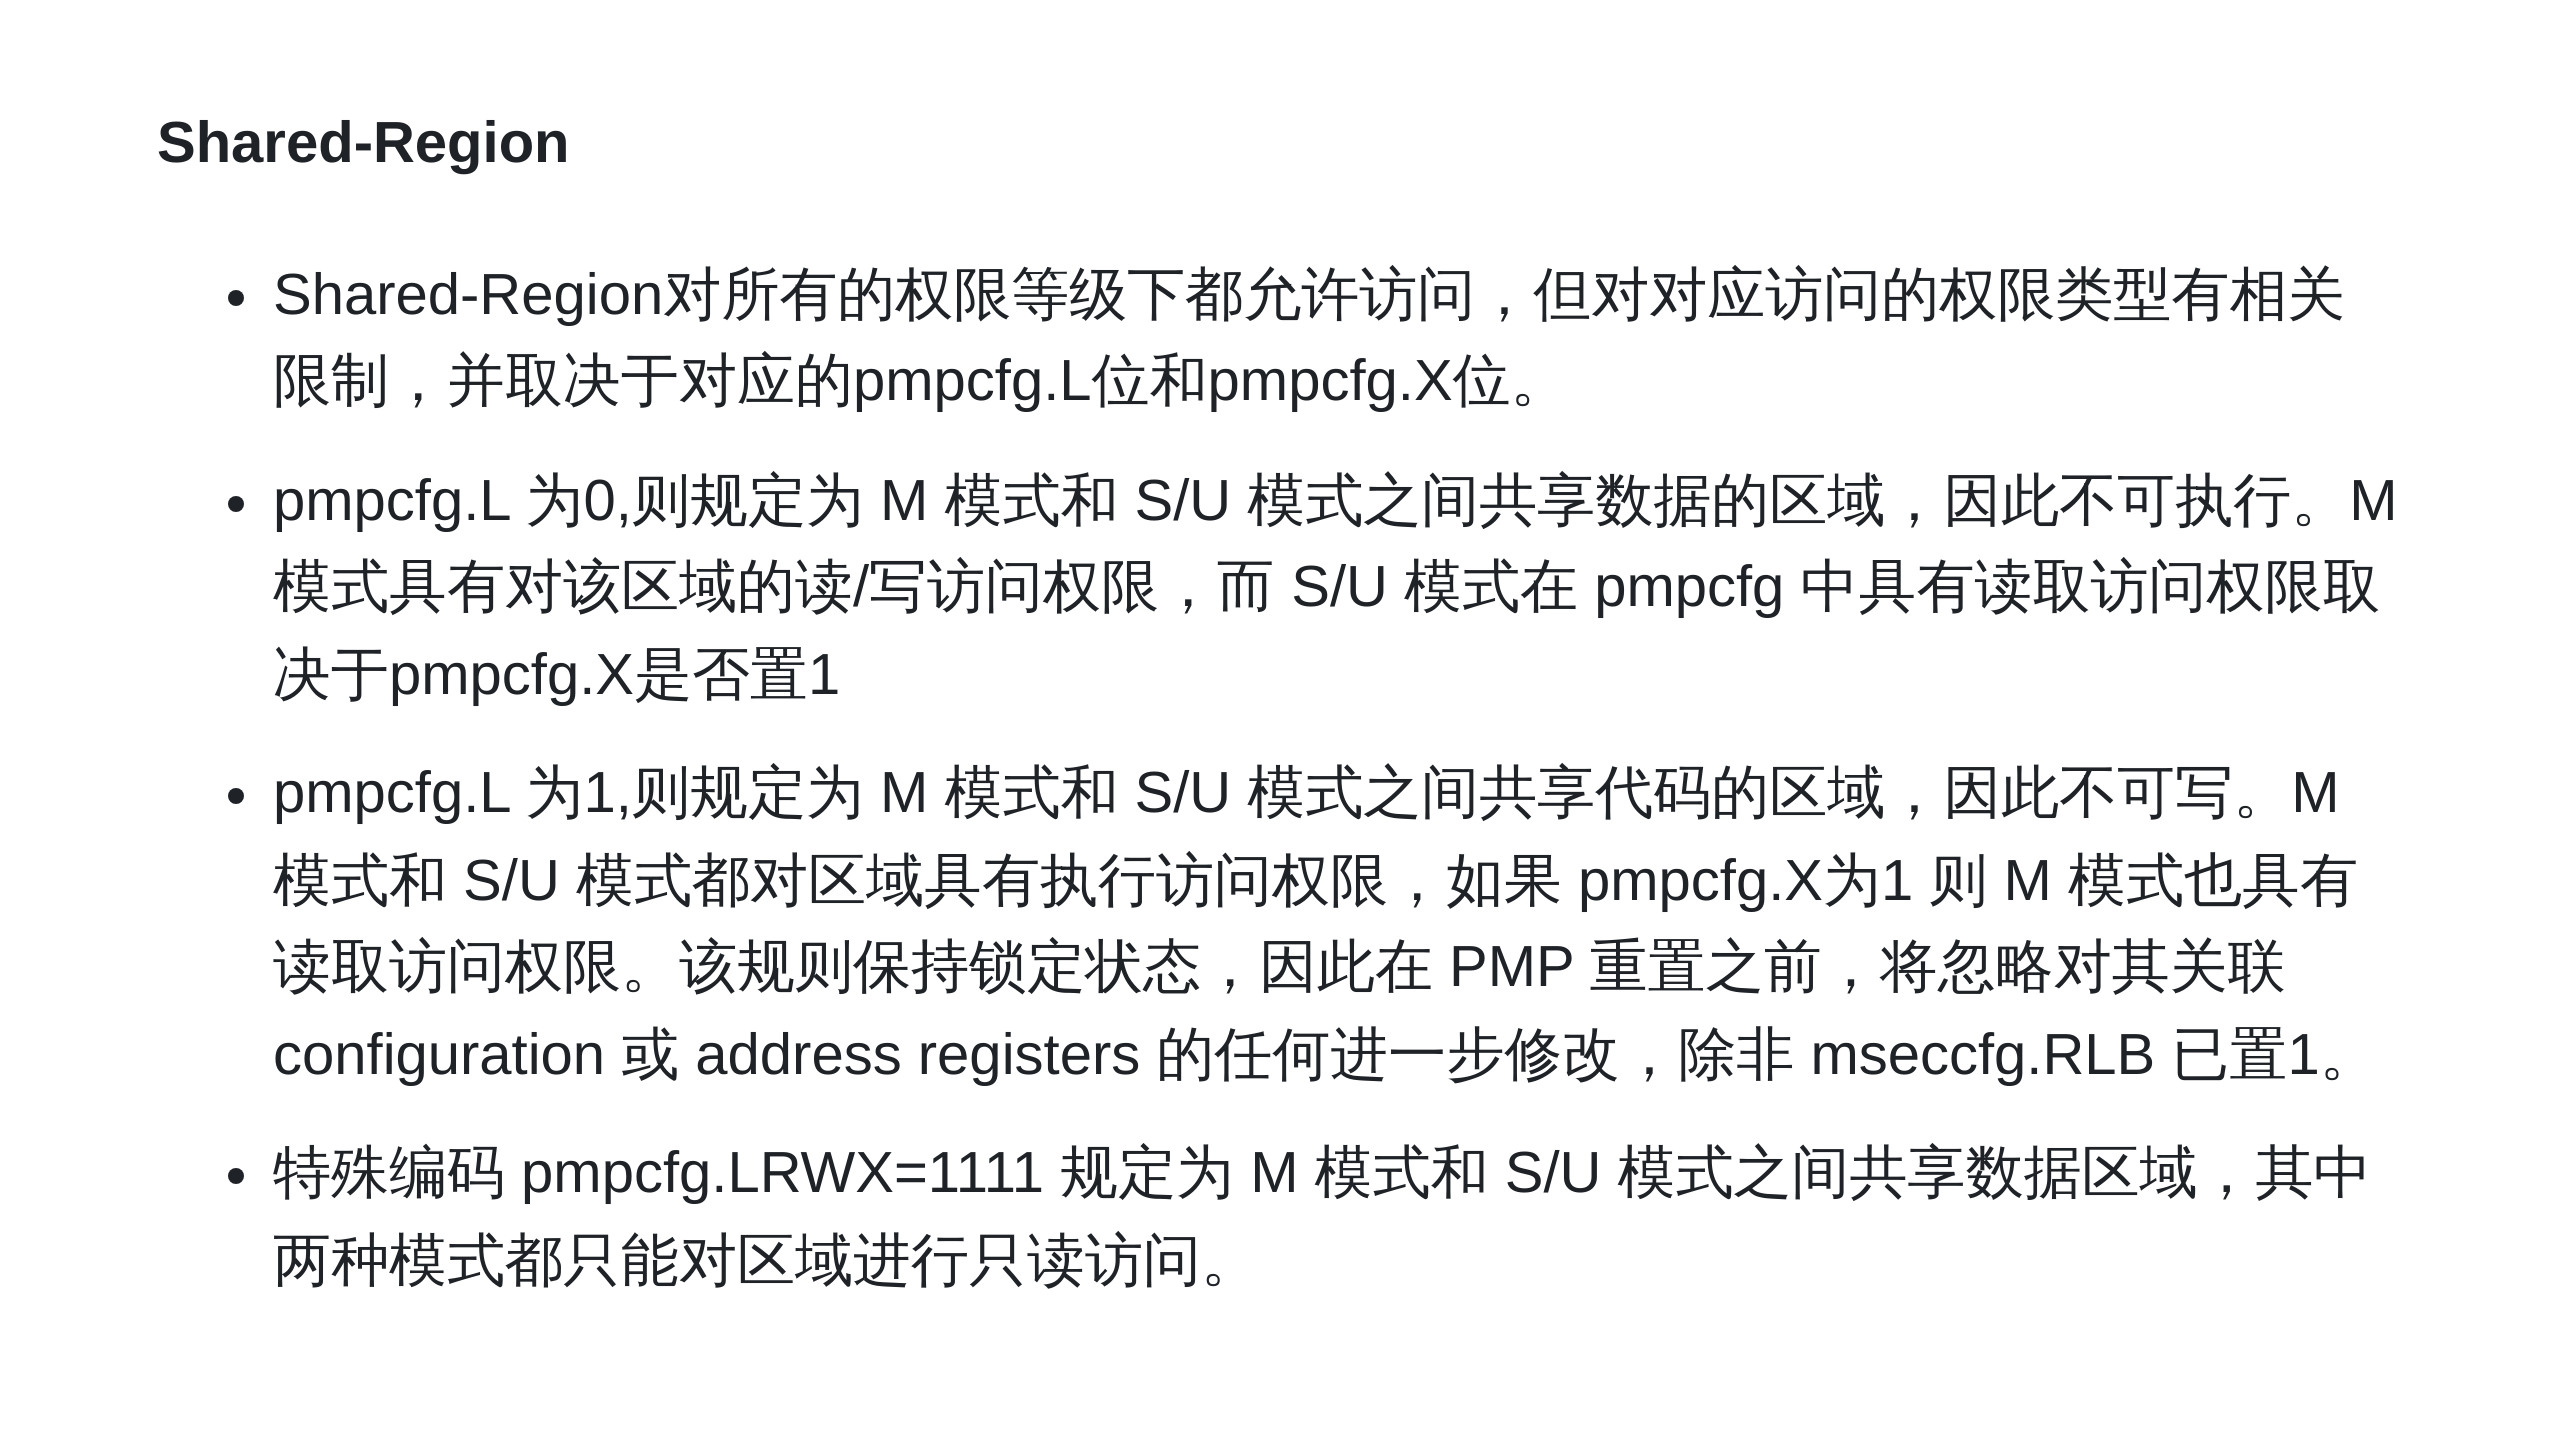 Shared-Region
• Shared-Region对所有的权限等级下都允许访问，但对对应访问的权限类型有相关
限制，并取决于对应的pmpcfg.L位和pmpcfg.X位。
• pmpcfg.L 为0,则规定为 M 模式和 S/U 模式之间共享数据的区域，因此不可执行。M
模式具有对该区域的读/写访问权限，而 S/U 模式在 pmpcfg 中具有读取访问权限取
决于pmpcfg.X是否置1
• pmpcfg.L 为1,则规定为 M 模式和 S/U 模式之间共享代码的区域，因此不可写。M
模式和 S/U 模式都对区域具有执行访问权限，如果 pmpcfg.X为1 则 M 模式也具有
读取访问权限。该规则保持锁定状态，因此在 PMP 重置之前，将忽略对其关联
configuration 或 address registers 的任何进一步修改，除非 mseccfg.RLB 已置1。
• 特殊编码 pmpcfg.LRWX=1111 规定为 M 模式和 S/U 模式之间共享数据区域，其中
两种模式都只能对区域进行只读访问。